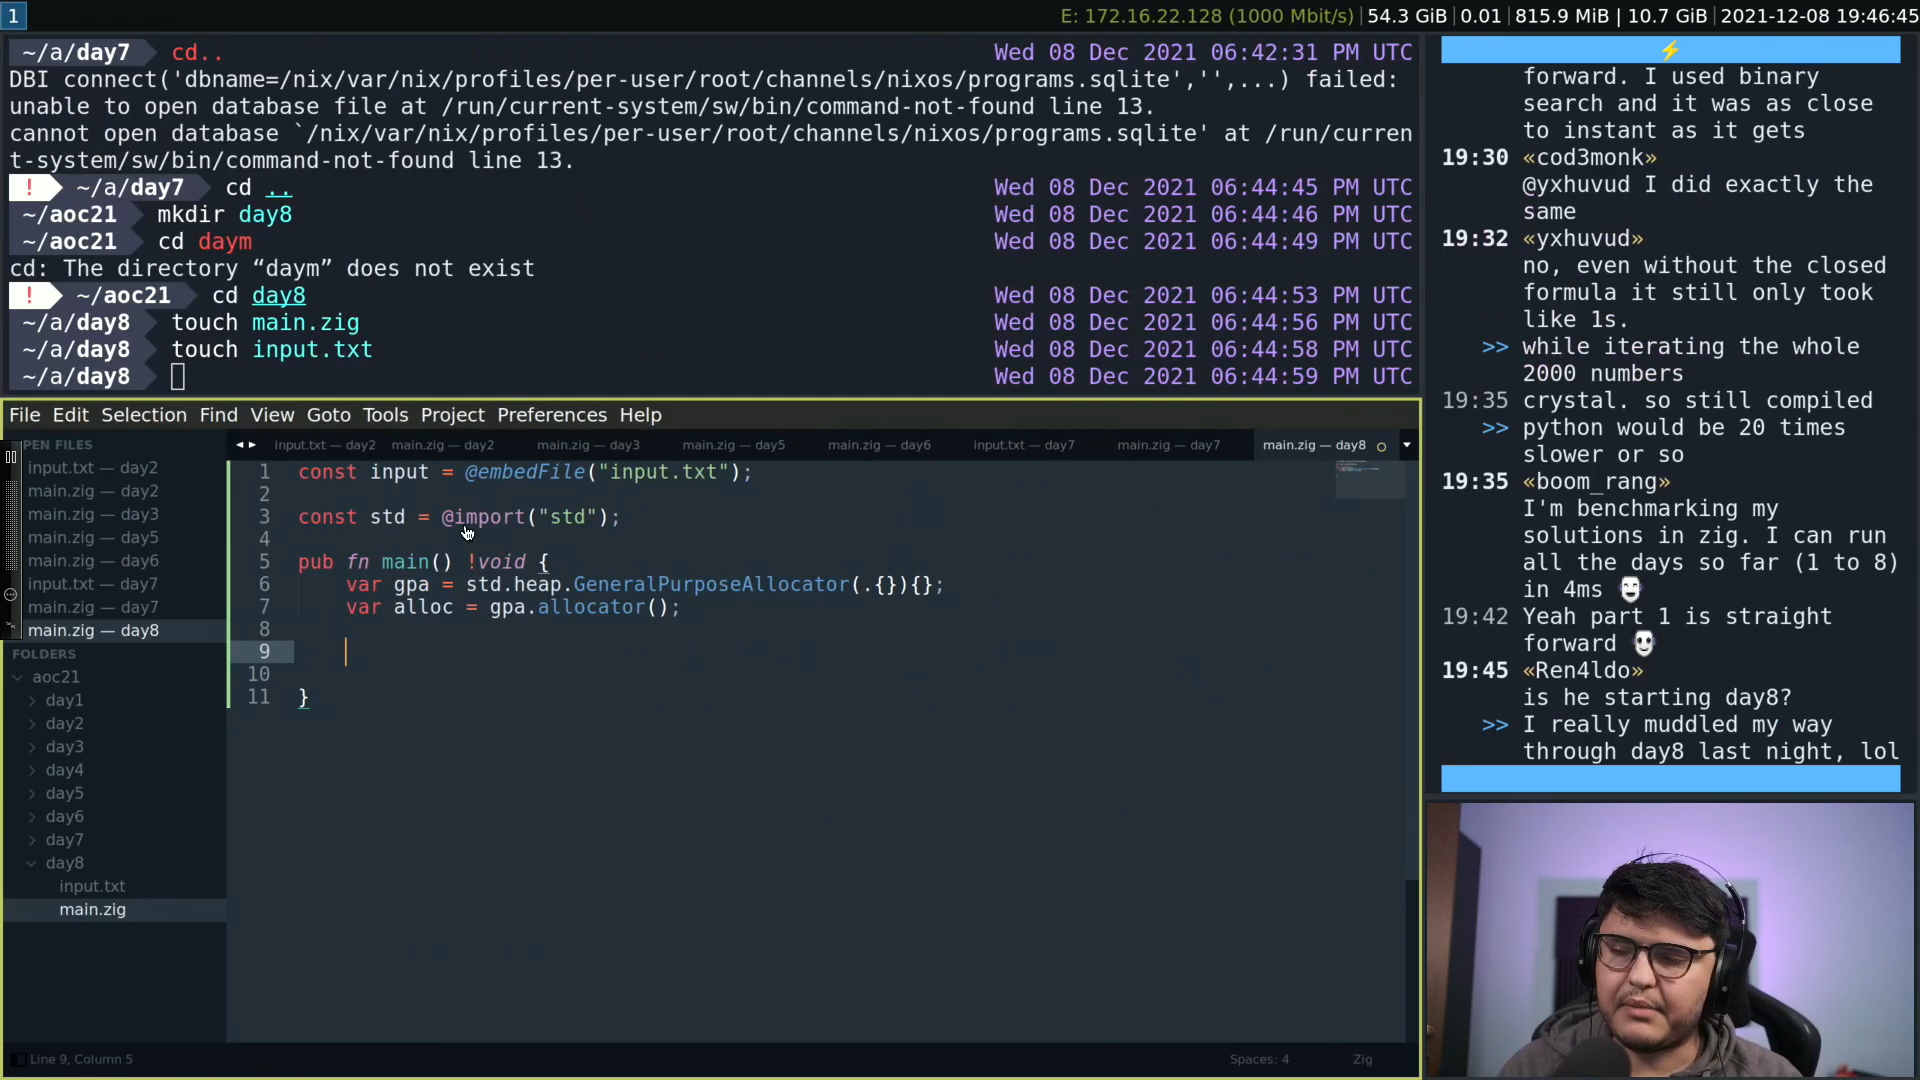 1
E: 172.16.22.128 (1000 Mbit/s) | 54.3 GiB | 0.01 | 815.9 MiB | 10.7 GiB | 2021-12-08 19:46:45
~/a/day7 cd.. Wed 08 Dec 2021 06:42:31 PM UTC
DBI connect('dbname=/nix/var/nix/profiles/per-user/root/channels/nixos/programs.sqlite','',...) failed:
unable to open database file at /run/current-system/sw/bin/command-not-found line 13.
cannot open database `/nix/var/nix/profiles/per-user/root/channels/nixos/programs.sqlite' at /run/curren
t-system/sw/bin/command-not-found line 13.
! ~/a/day7 cd .. Wed 08 Dec 2021 06:44:45 PM UTC
~/aoc21 mkdir day8 Wed 08 Dec 2021 06:44:46 PM UTC
~/aoc21 cd daym Wed 08 Dec 2021 06:44:49 PM UTC
cd: The directory “daym” does not exist
! ~/aoc21 cd day8 Wed 08 Dec 2021 06:44:53 PM UTC
~/a/day8 touch main.zig Wed 08 Dec 2021 06:44:56 PM UTC
~/a/day8 touch input.txt Wed 08 Dec 2021 06:44:58 PM UTC
~/a/day8 Wed 08 Dec 2021 06:44:59 PM UTC
File Edit Selection Find View Goto Tools Project Preferences Help
PEN FILES
input.txt — day2
main.zig — day2
main.zig — day3
main.zig — day5
main.zig — day6
input.txt — day7
main.zig — day7
main.zig — day8
FOLDERS
aoc21
day1
day2
day3
day4
day5
day6
day7
day8
input.txt
main.zig
input.txt — day2 main.zig — day2 main.zig — day3 main.zig — day5 main.zig — day6 input.txt — day7 main.zig — day7 main.zig — day8
1 const input = @embedFile("input.txt");
2
3 const std = @import("std");
4
5 pub fn main() !void {
6 var gpa = std.heap.GeneralPurposeAllocator(.{}){};
7 var alloc = gpa.allocator();
8
9
10
11 }
Line 9, Column 5 Spaces: 4 Zig
forward. I used binary
search and it was as close
to instant as it gets
19:30 «cod3monk»
@yxhuvud I did exactly the
same
19:32 «yxhuvud»
no, even without the closed
formula it still only took
like 1s.
>> while iterating the whole
2000 numbers
19:35 crystal. so still compiled
>> python would be 20 times
slower or so
19:35 «boom_rang»
I'm benchmarking my
solutions in zig. I can run
all the days so far (1 to 8)
in 4ms
19:42 Yeah part 1 is straight
forward
19:45 «Ren4ldo»
is he starting day8?
>> I really muddled my way
through day8 last night, lol